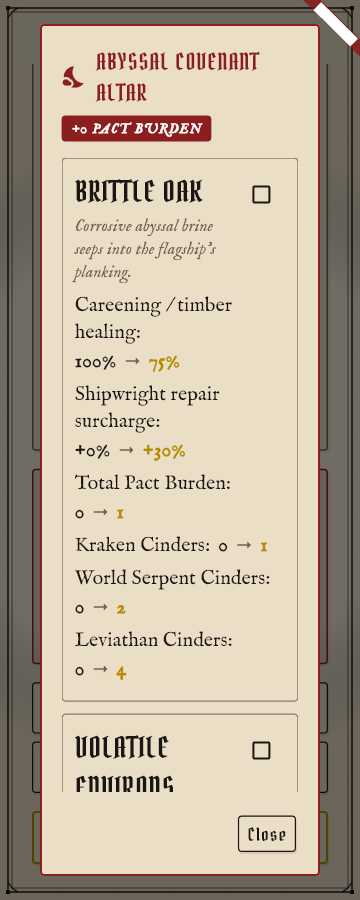 ABYSSAL COVENANT
ALTAR
+0 PACT BURDEN
BRITTLE OAK
Corrosive abyssal brine
seeps into the flagship's
planking.
Careening / timber
healing:
100% → 75%
Shipwright repair
surcharge:
+0% → +30%
Total Pact Burden:
0 → 1
Kraken Cinders: 0 → 1
World Serpent Cinders:
0 → 2
Leviathan Cinders:
0 → 4
VOLATILE
ENVIRONS
Close